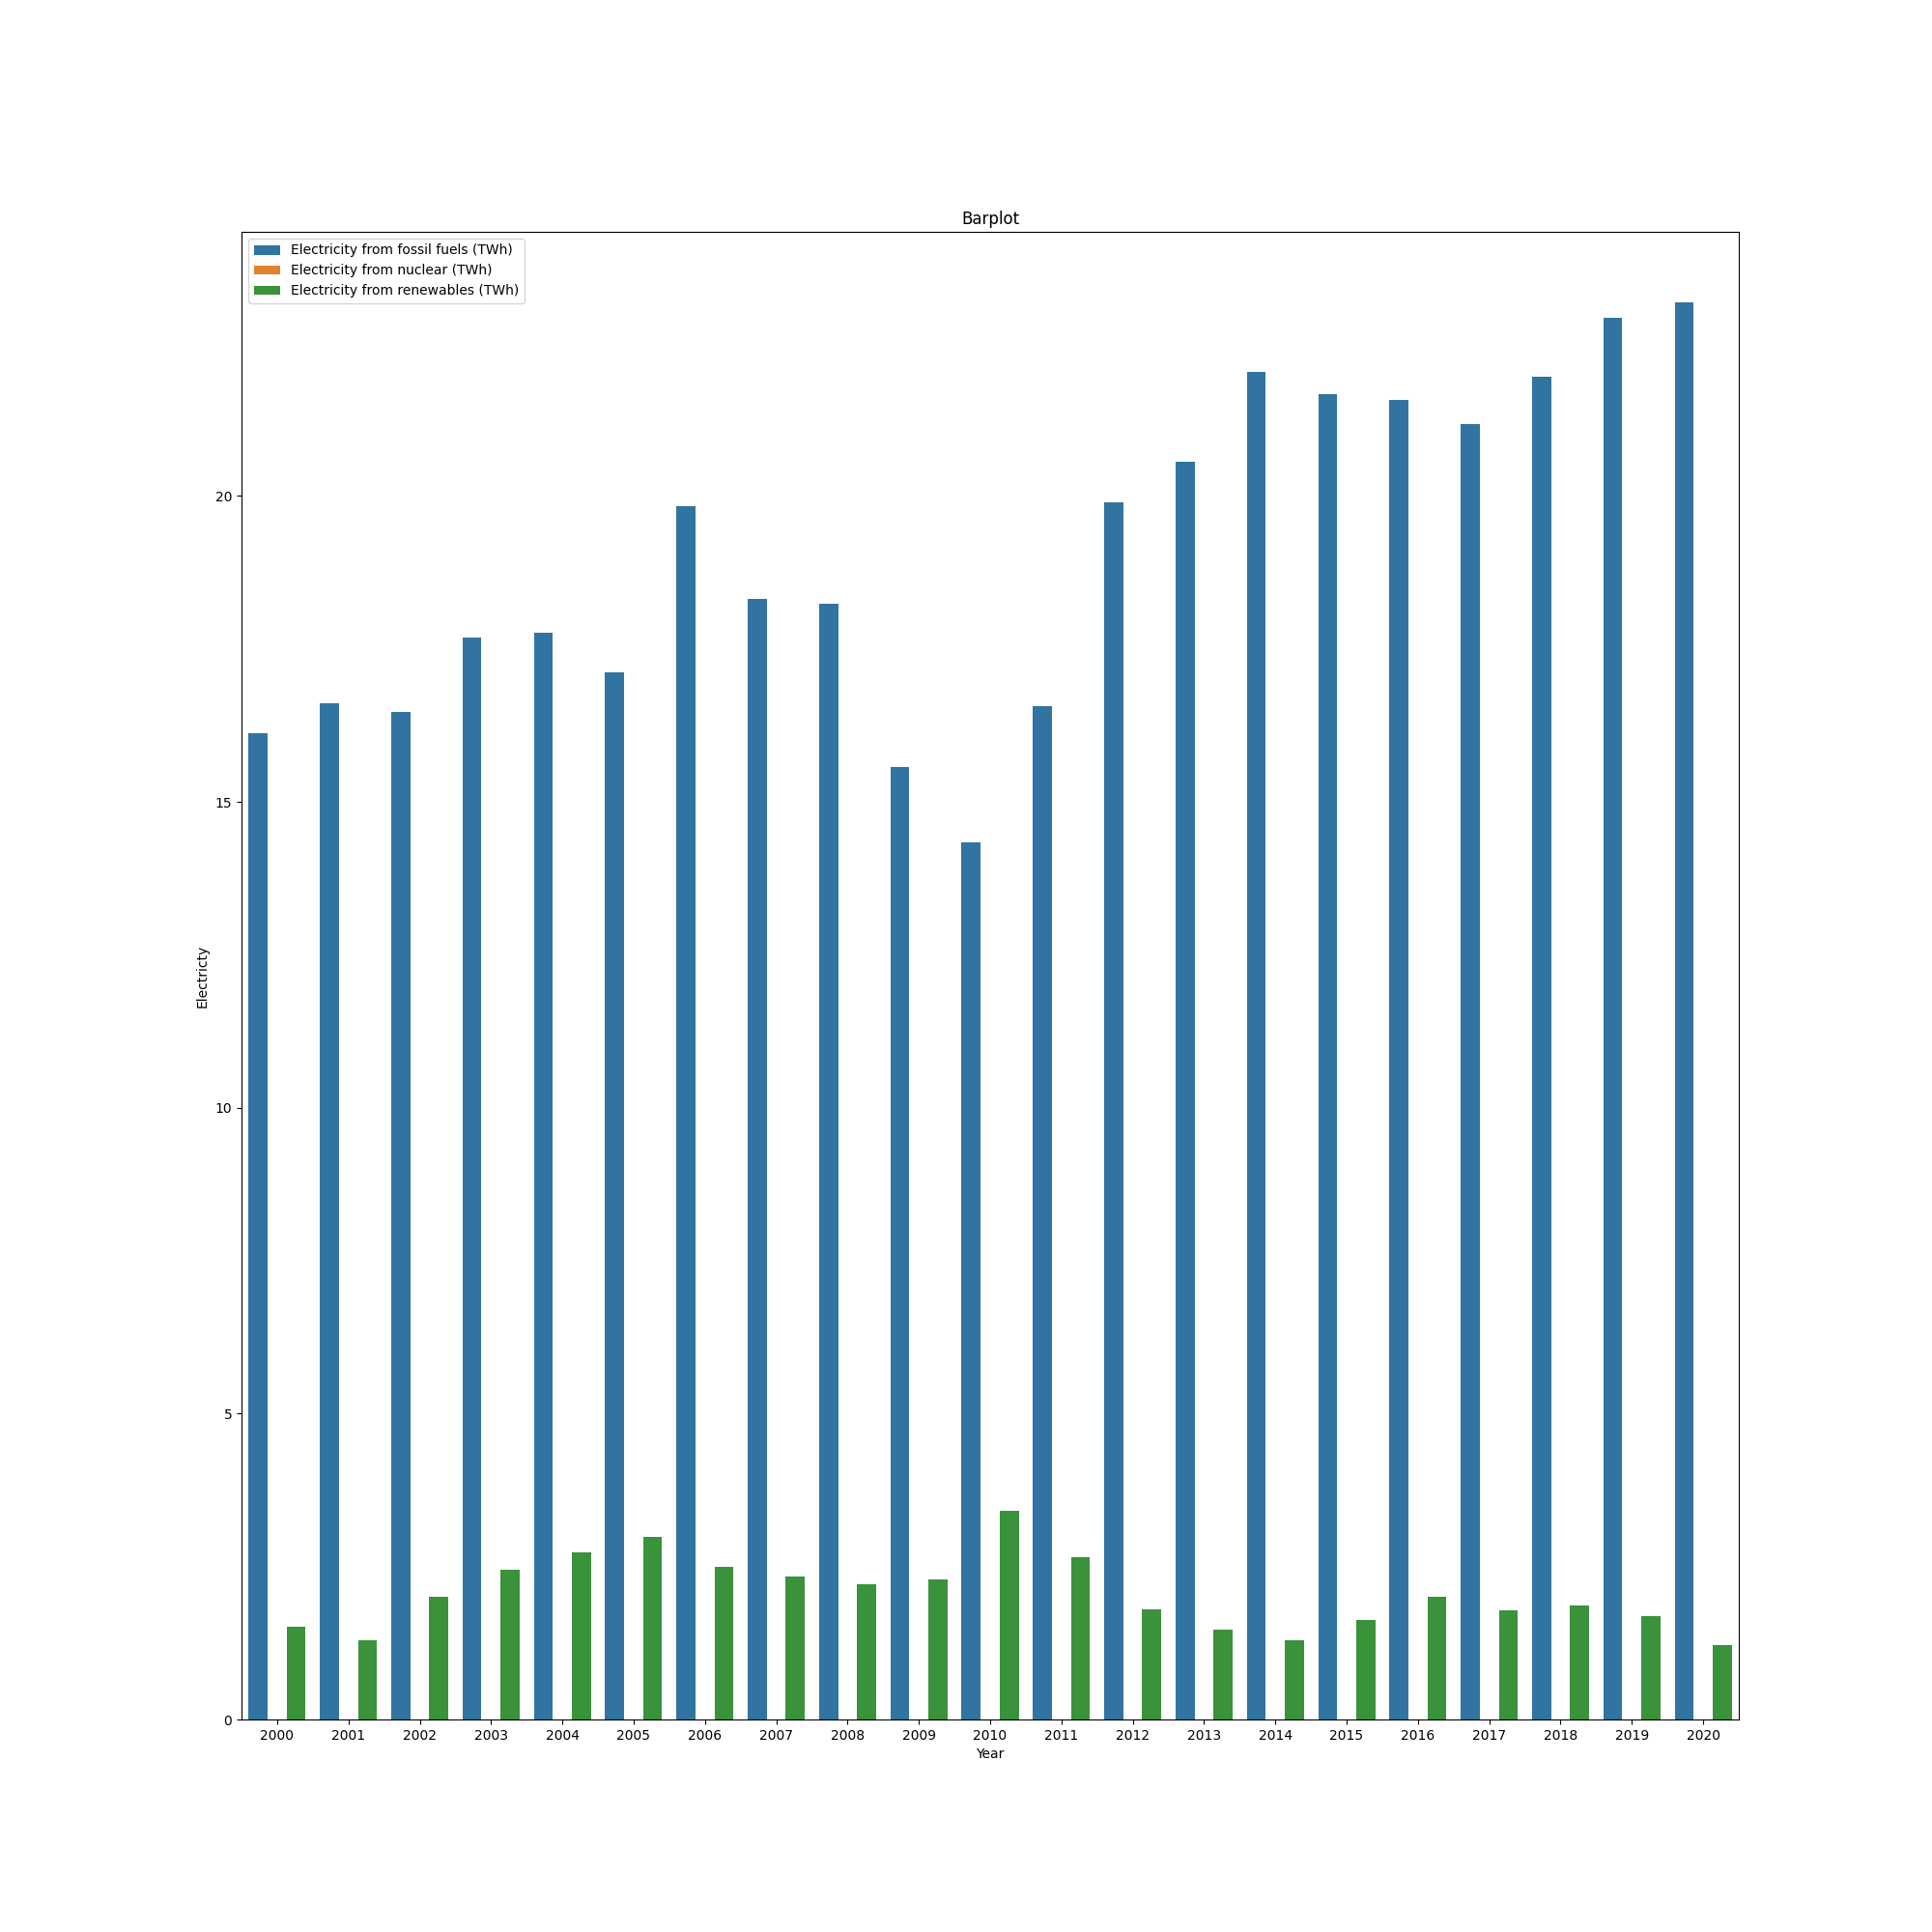 Barplot
Electricity from fossil fuels (TWh)
Electricity from nuclear (TWh)
Electricity from renewables (TWh)
20
15
10
5
0
Electricty
2000 2001 2002 2003 2004 2005 2006 2007 2008 2009 2010 2011 2012 2013 2014 2015 2016 2017 2018 2019 2020
Year